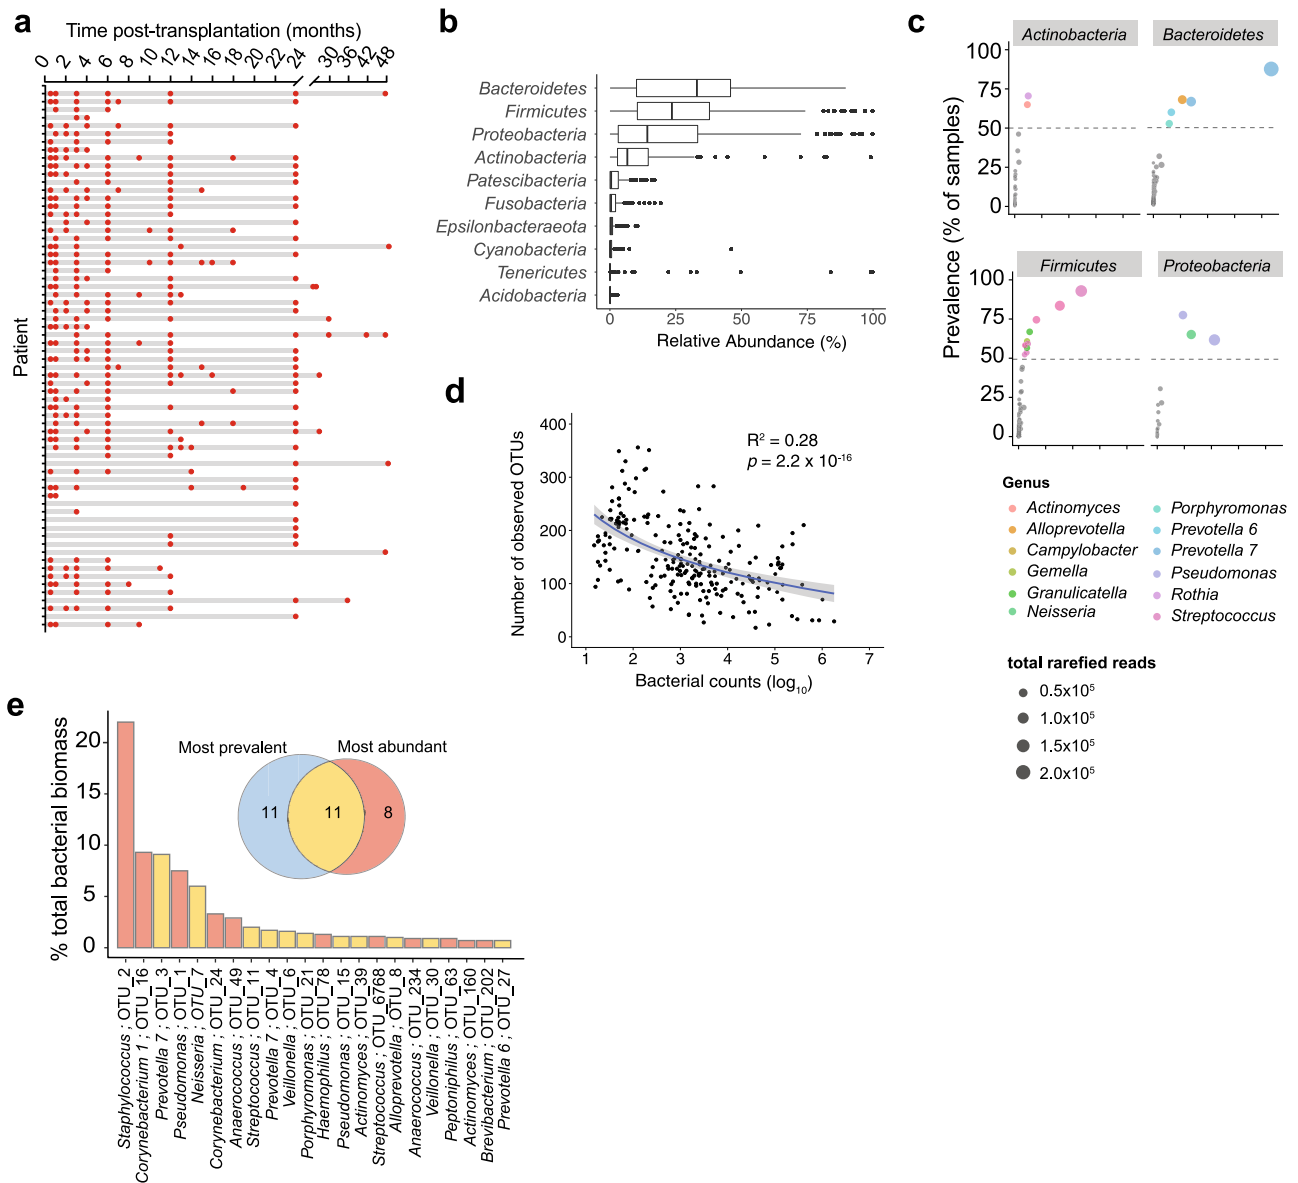 a
Time post-transplantation (months)
0 2 4 6 8 10 12 14 16 18 20 22 24 30 36 42 48
Patient
b
Bacteroidetes
Firmicutes
Proteobacteria
Actinobacteria
Patescibacteria
Fusobacteria
Epsilonbacteraeota
Cyanobacteria
Tenericutes
Acidobacteria
0 25 50 75 100
Relative Abundance (%)
c
Prevalence (% of samples)
Actinobacteria Bacteroidetes
100
75
50
25
0
Firmicutes Proteobacteria
100
75
50
25
0
Genus
Actinomyces
Alloprevotella
Campylobacter
Gemella
Granulicatella
Neisseria
Porphyromonas
Prevotella 6
Prevotella 7
Pseudomonas
Rothia
Streptococcus
total rarefied reads
0.5x10⁵
1.0x10⁵
1.5x10⁵
2.0x10⁵
d
Number of observed OTUs
400
300
200
100
0
R² = 0.28
p = 2.2 x 10⁻¹⁶
1 2 3 4 5 6 7
Bacterial counts (log₁₀)
e
% total bacterial biomass
20
15
10
5
0
Most prevalent Most abundant
11 11 8
Staphylococcus ; OTU_2
Corynebacterium 1 ; OTU_16
Prevotella 7 ; OTU_3
Pseudomonas ; OTU_1
Neisseria ; OTU_7
Corynebacterium ; OTU_24
Anaerococcus ; OTU_49
Streptococcus ; OTU_11
Prevotella 7 ; OTU_4
Veillonella ; OTU_6
Porphyromonas ; OTU_21
Haemophilus ; OTU_78
Pseudomonas ; OTU_15
Actinomyces ; OTU_39
Streptococcus ; OTU_6768
Alloprevotella ; OTU_8
Anaerococcus ; OTU_234
Veillonella ; OTU_30
Peptoniphilus ; OTU_63
Actinomyces ; OTU_160
Brevibacterium ; OTU_202
Prevotella 6 ; OTU_27